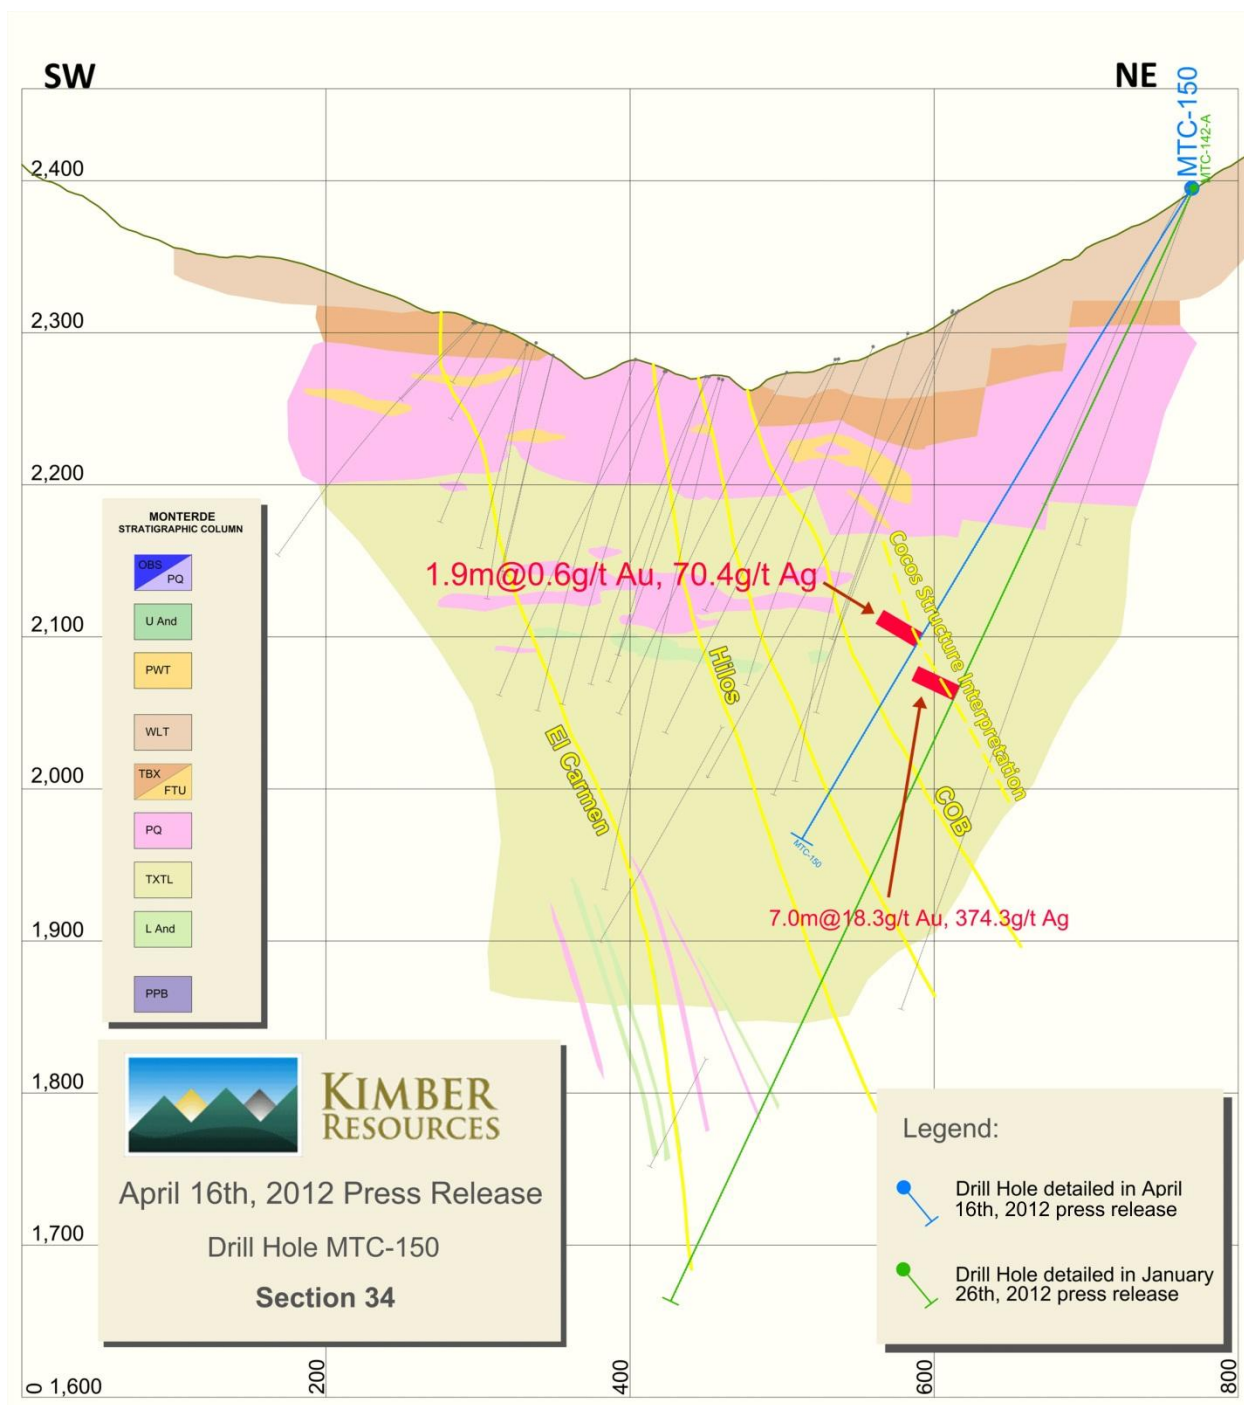 SW
NE
MTC-150
MTC-142-A
2,400
2,300
2,200
2,100
2,000
1,900
1,800
1,700
0 1,600
200
400
600
800
MONTERDE
STRATIGRAPHIC COLUMN
OBS
PQ
U And
PWT
WLT
TBX
FTU
PQ
TXTL
L And
PPB
1.9m@0.6g/t Au, 70.4g/t Ag
Cocos Structure Interpretation
Hilos
El Carmen
COB
MTC-150
7.0m@18.3g/t Au, 374.3g/t Ag
KIMBER
RESOURCES
April 16th, 2012 Press Release
Drill Hole MTC-150
Section 34
Legend:
Drill Hole detailed in April
16th, 2012 press release
Drill Hole detailed in January
26th, 2012 press release